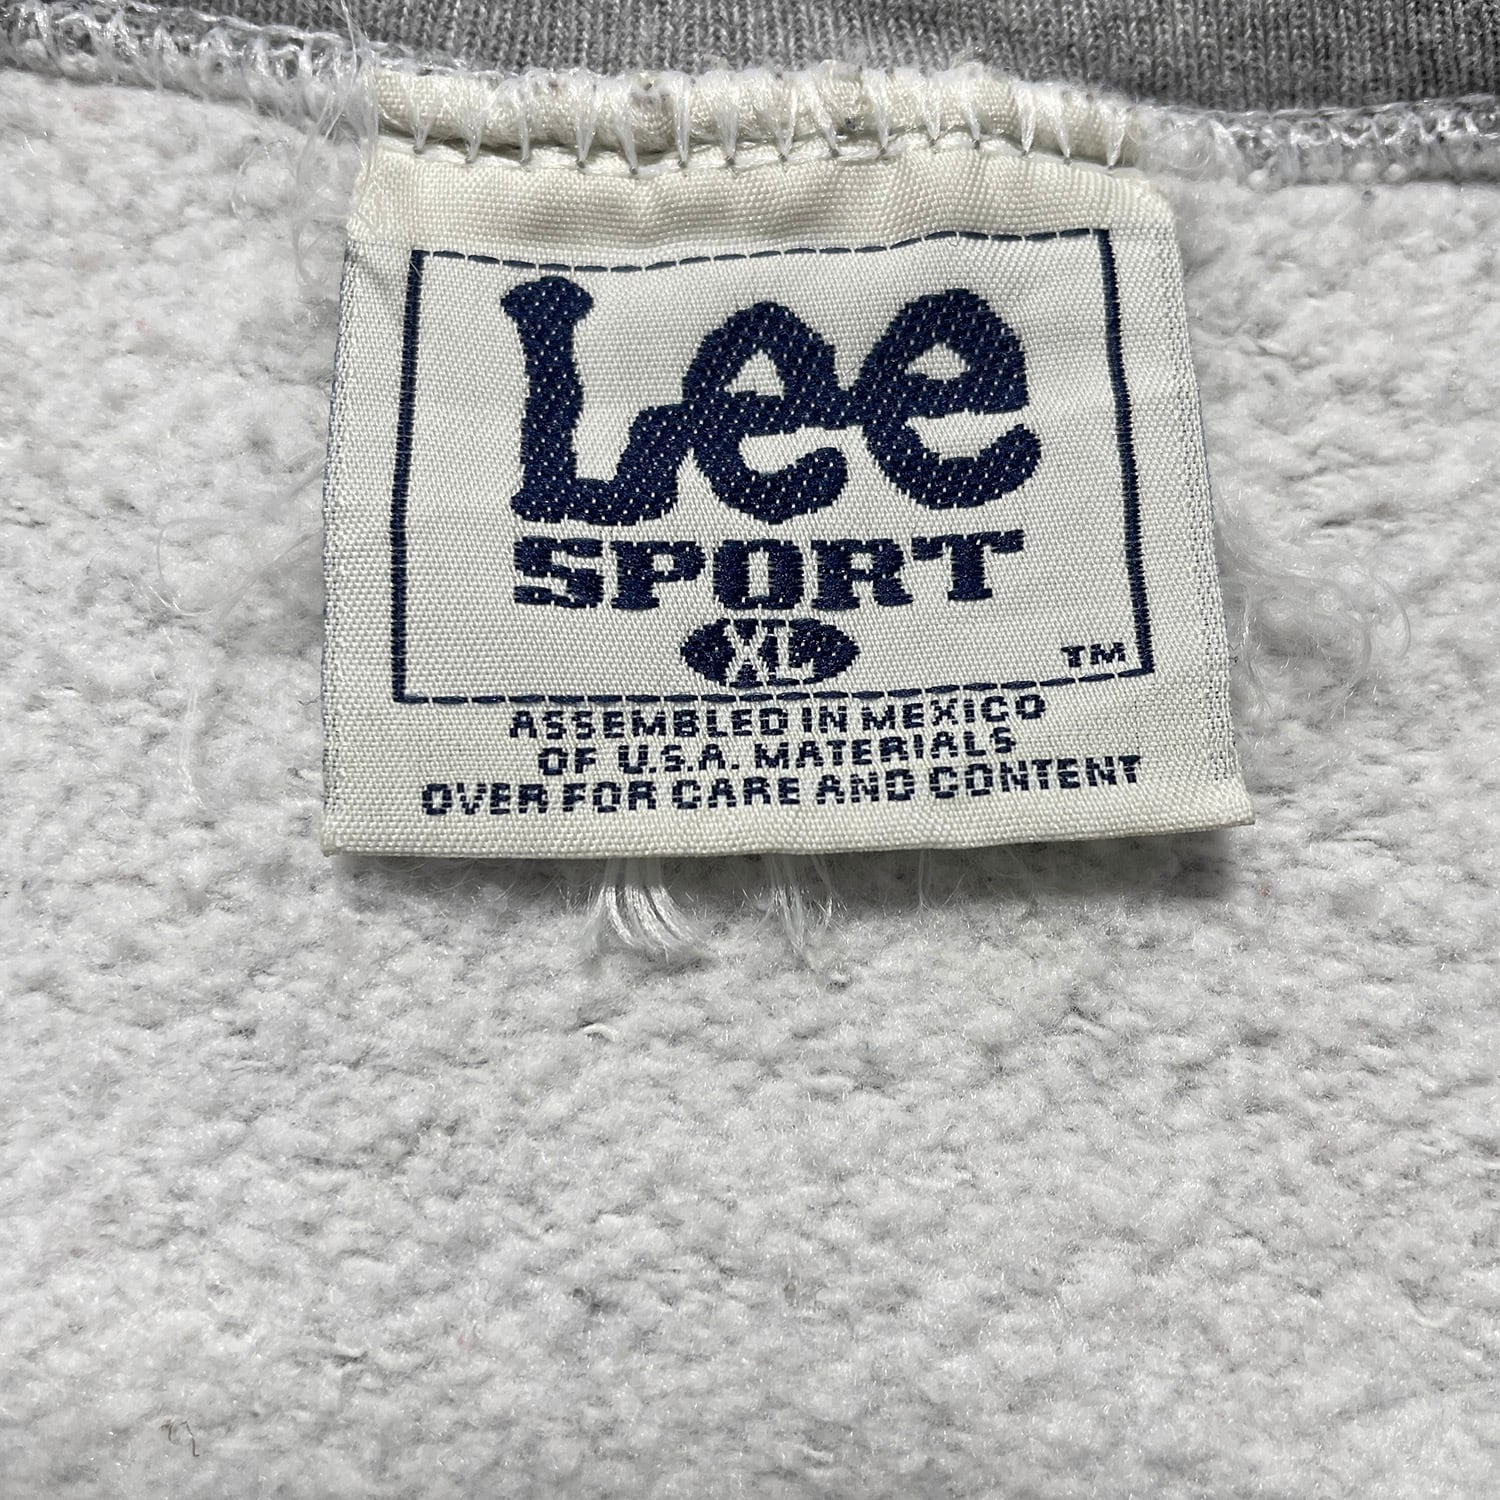 Lee
SPORT
XL
TM
ASSEMBLED IN MEXICO
OF U.S.A. MATERIALS
OVER FOR CARE AND CONTENT